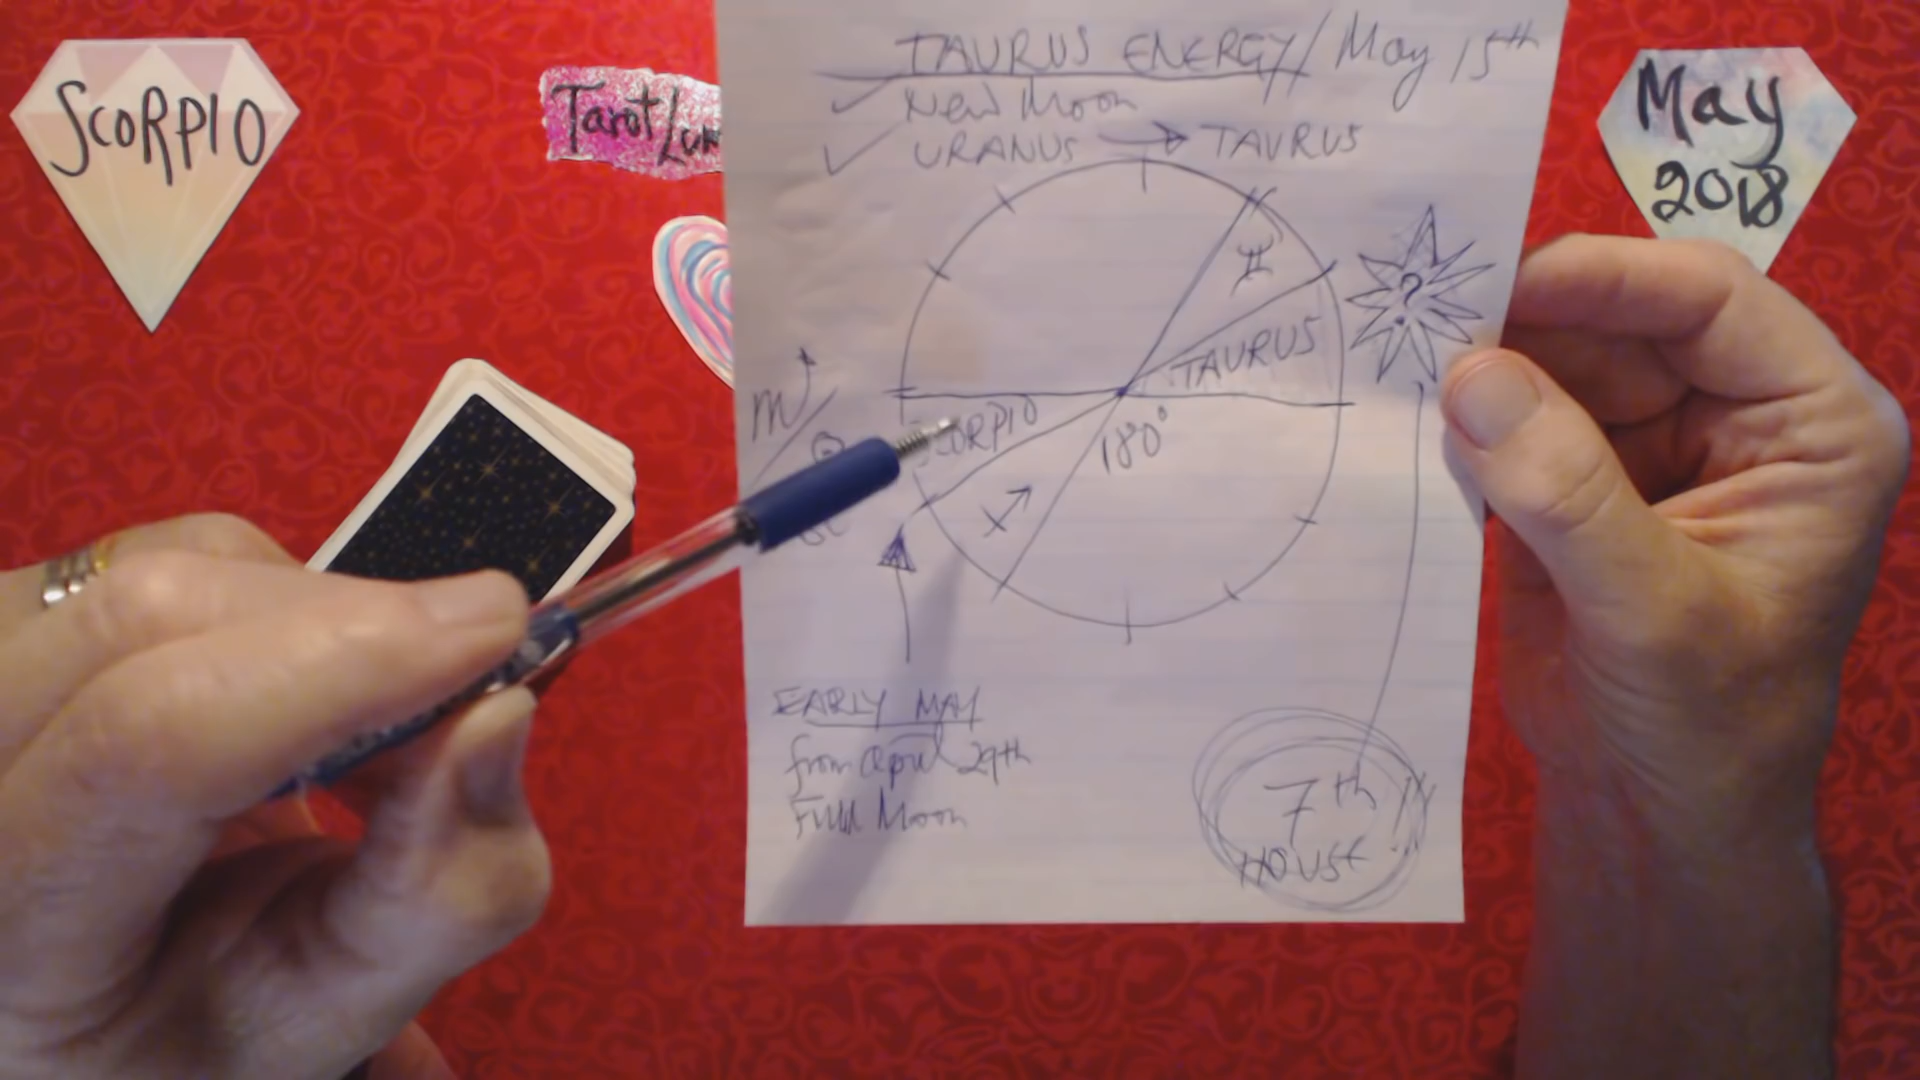 SCORPIO
Tarot
TAURUS ENERGY / May 15th
New Moon
URANUS → TAURUS
May
2018
♊
?
TAURUS
♏
SCORPIO
180°
♐
EARLY MAY
from April 29th
Full Moon
7th !!
HOUSE